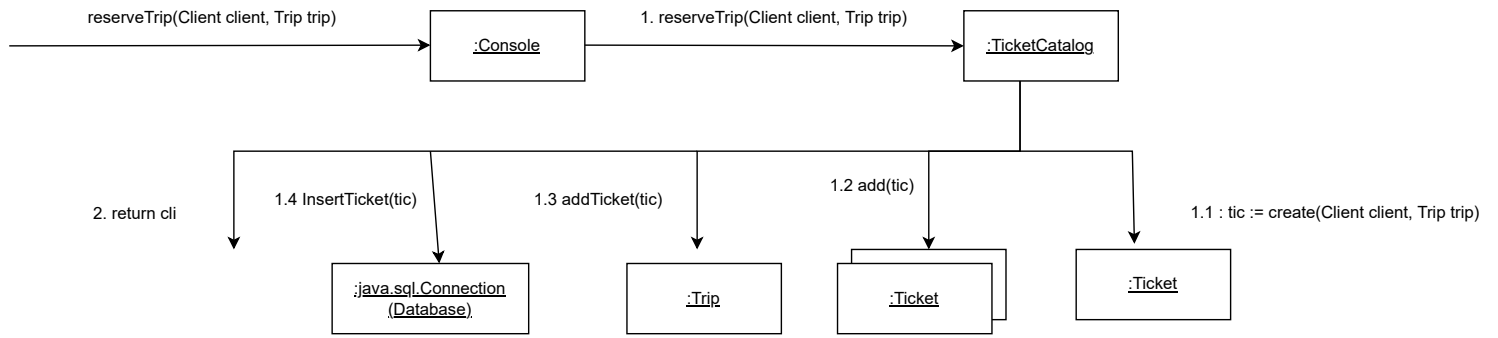 reserveTrip(Client client, Trip trip)
1. reserveTrip(Client client, Trip trip)
:Console
:TicketCatalog
1.4 InsertTicket(tic)
1.3 addTicket(tic)
1.2 add(tic)
2. return cli
1.1 : tic := create(Client client, Trip trip)
:java.sql.Connection
(Database)
:Trip
:Ticket
:Ticket